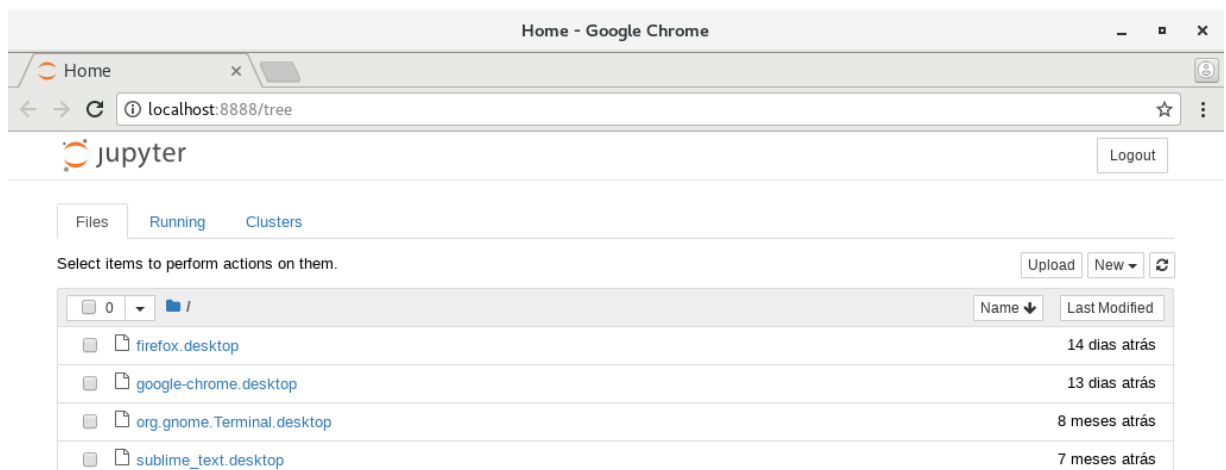 Home - Google Chrome
Home
localhost:8888/tree
jupyter
Logout
Files Running Clusters
Select items to perform actions on them.
Upload New
0 / Name Last Modified
firefox.desktop 14 dias atrás
google-chrome.desktop 13 dias atrás
org.gnome.Terminal.desktop 8 meses atrás
sublime_text.desktop 7 meses atrás